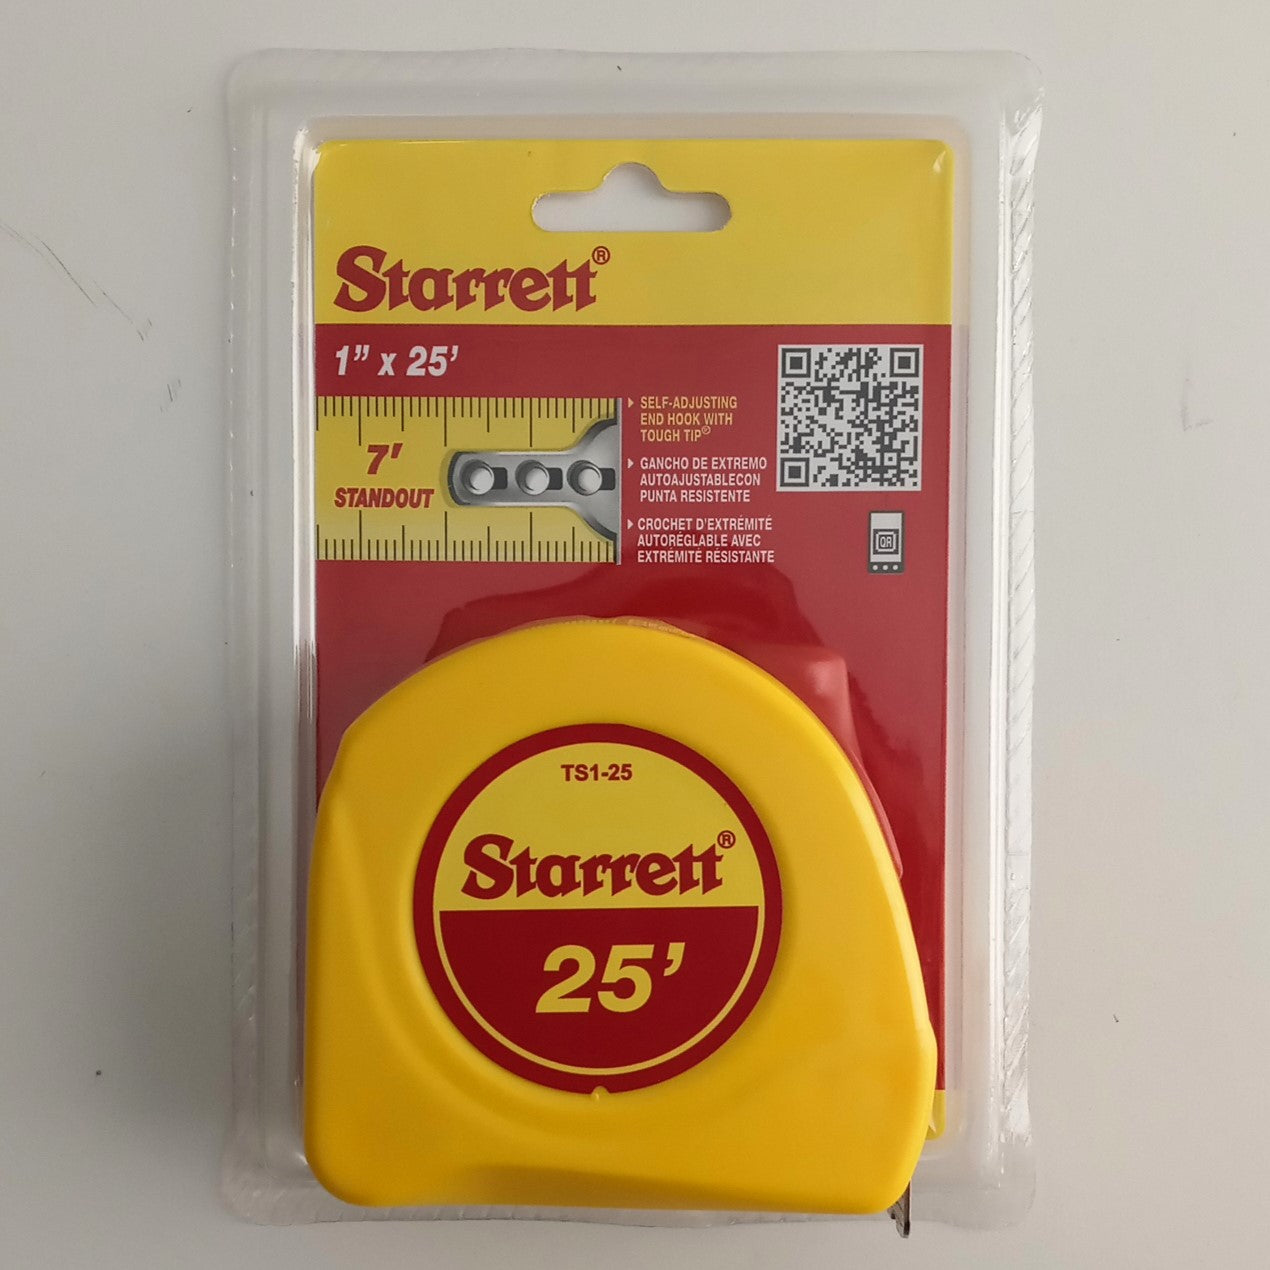 Starrett®
1” x 25’
7’
STANDOUT
SELF-ADJUSTING
END HOOK WITH
TOUGH TIP®
GANCHO DE EXTREMO
AUTOAJUSTABLECON
PUNTA RESISTENTE
CROCHET D'EXTRÉMITÉ
AUTORÉGLABLE AVEC
EXTRÉMITÉ RÉSISTANTE
QR
TS1-25
Starrett®
25’